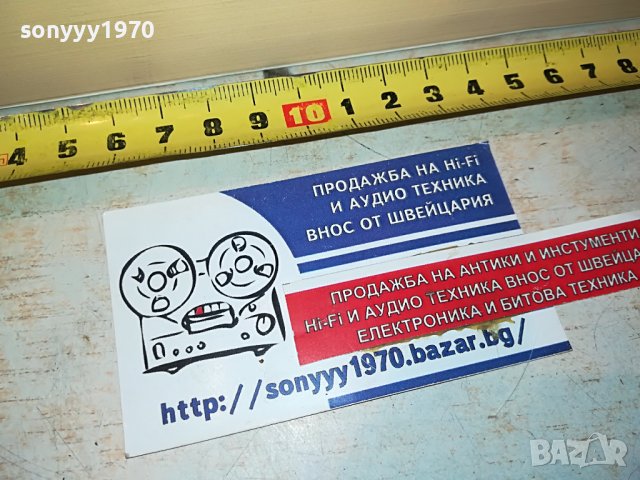 sonyyy1970
4 5 6 7 8 9 10 1 2 3 4 5 6 7 8
ПРОДАЖБА НА Hi-Fi
И АУДИО ТЕХНИКА
ВНОС ОТ ШВЕЙЦАРИЯ
ПРОДАЖБА НА АНТИКИ И ИНСТУМЕНТИ
Hi-Fi И АУДИО ТЕХНИКА ВНОС ОТ ШВЕЙЦА
ЕЛЕКТРОНИКА И БИТОВА ТЕХНИКА
http://sonyyy1970.bazar.bg/
BAZAR